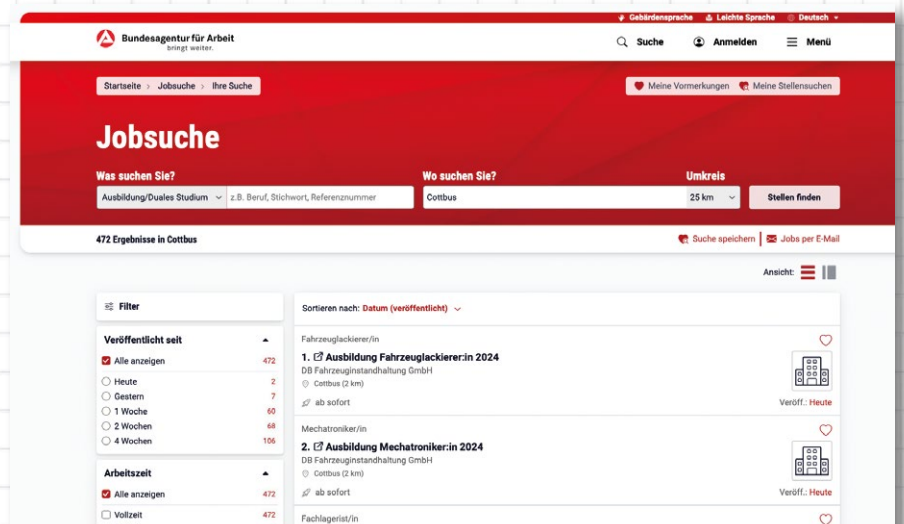 Gebärdensprache Leichte Sprache Deutsch
Bundesagentur für Arbeit
bringt weiter.
Suche Anmelden Menü
Startseite > Jobsuche > Ihre Suche
Meine Vormerkungen Meine Stellensuchen
Jobsuche
Was suchen Sie? Wo suchen Sie? Umkreis
Ausbildung/Duales Studium z.B. Beruf, Stichwort, Referenznummer Cottbus 25 km Stellen finden
472 Ergebnisse in Cottbus Suche speichern | Jobs per E-Mail
Ansicht:
Filter
Veröffentlicht seit
Alle anzeigen 472
Heute 2
Gestern 7
1 Woche 60
2 Wochen 68
4 Wochen 106
Arbeitszeit
Alle anzeigen 472
Vollzeit 472
Sortieren nach: Datum (veröffentlicht)
Fahrzeuglackierer/in
1. Ausbildung Fahrzeuglackierer:in 2024
DB Fahrzeuginstandhaltung GmbH
Cottbus (2 km)
ab sofort Veröff.: Heute
Mechatroniker/in
2. Ausbildung Mechatroniker:in 2024
DB Fahrzeuginstandhaltung GmbH
Cottbus (2 km)
ab sofort Veröff.: Heute
Fachlagerist/in